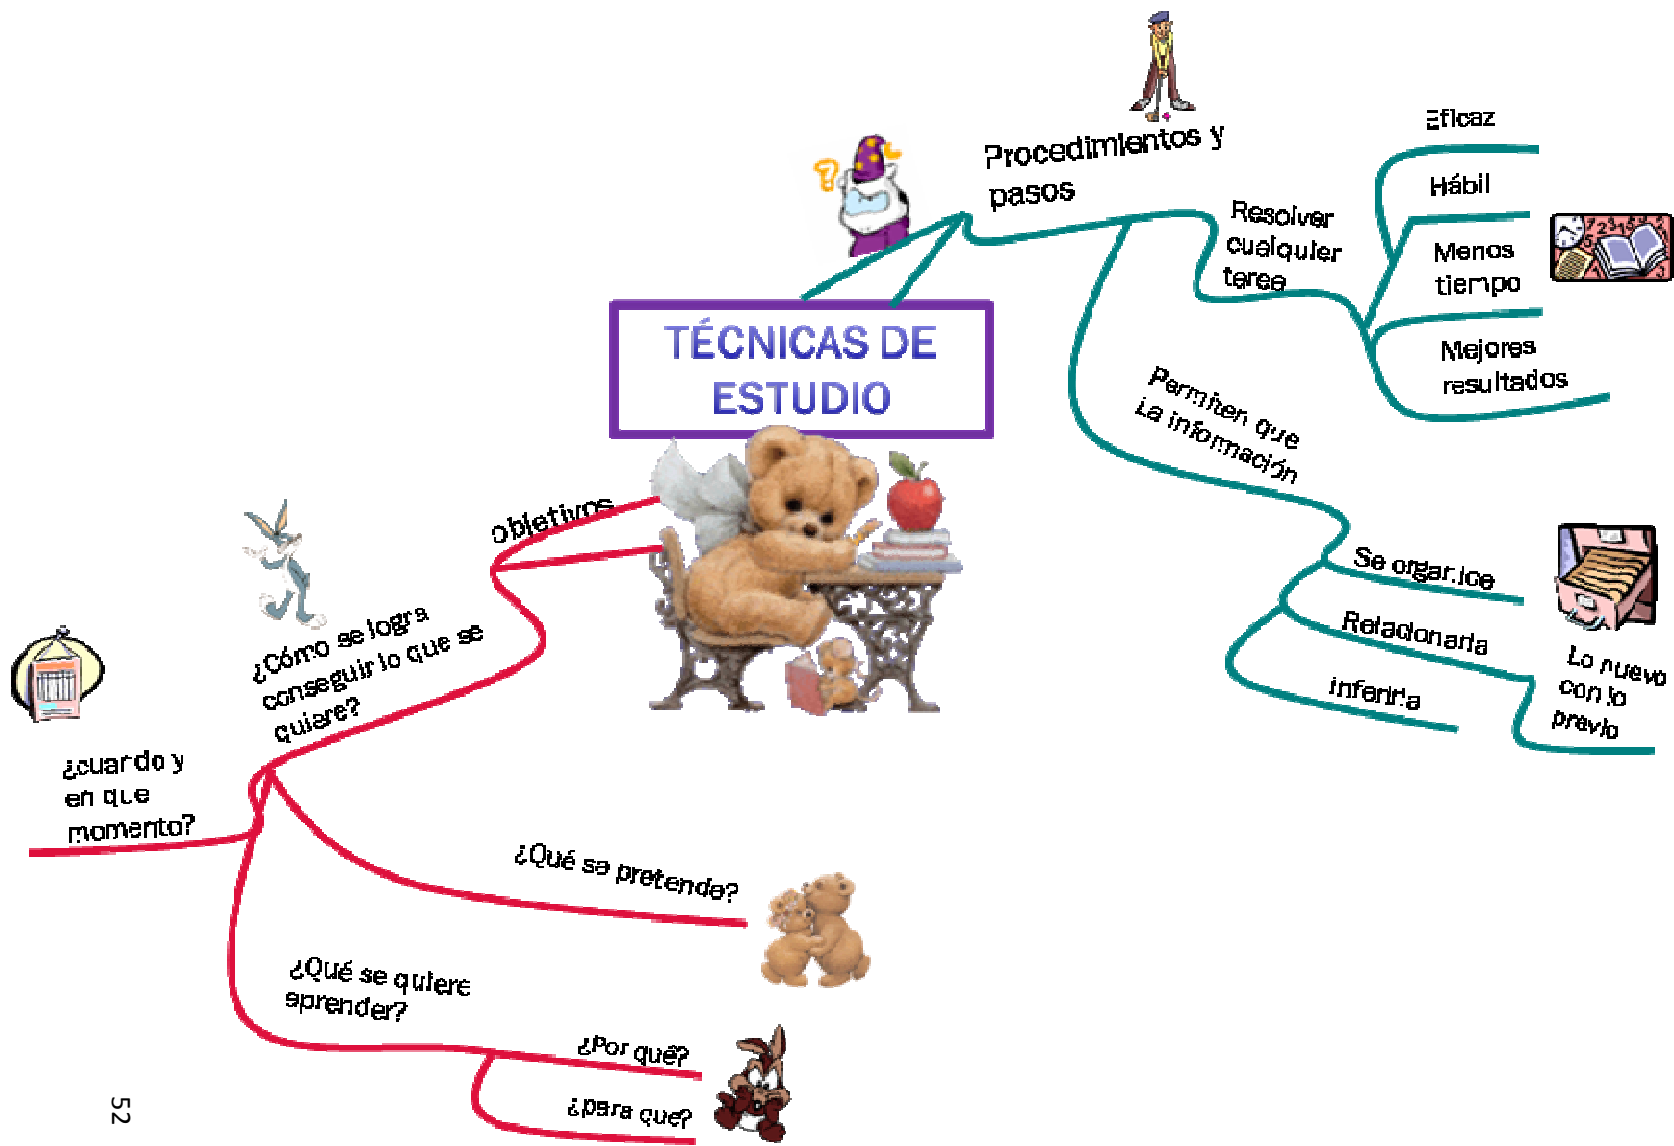 TÉCNICAS DE
ESTUDIO
Procedimientos y
pasos
Resolver
cualquier
tarea
Eficaz
Hábil
Menos
tiempo
Mejores
resultados
Permiten que
La información
Se organice
Relacionarla
Lo nuevo
con lo
previo
inferirla
objetivos
¿Cómo se logra
conseguir lo que se
quiere?
¿cuando y
en que
momento?
¿Qué se pretende?
¿Qué se quiere
aprender?
¿Por qué?
¿para que?
52